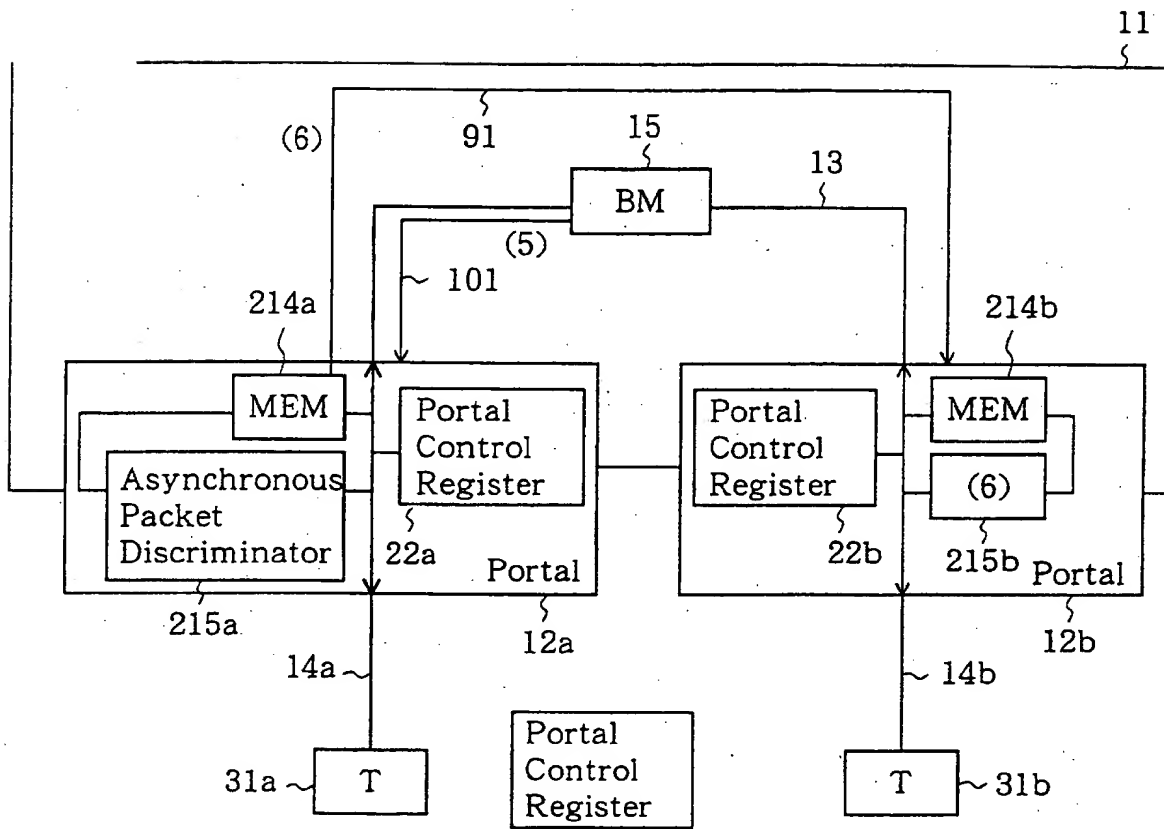 11
(6)
91
15
BM
13
(5)
101
214a
214b
MEM
Portal
Control
Register
Portal
Control
Register
MEM
Asynchronous
Packet
Discriminator
(6)
22a
Portal
22b
215b
Portal
215a
12a
12b
14a
14b
Portal
Control
Register
31a
T
T
31b